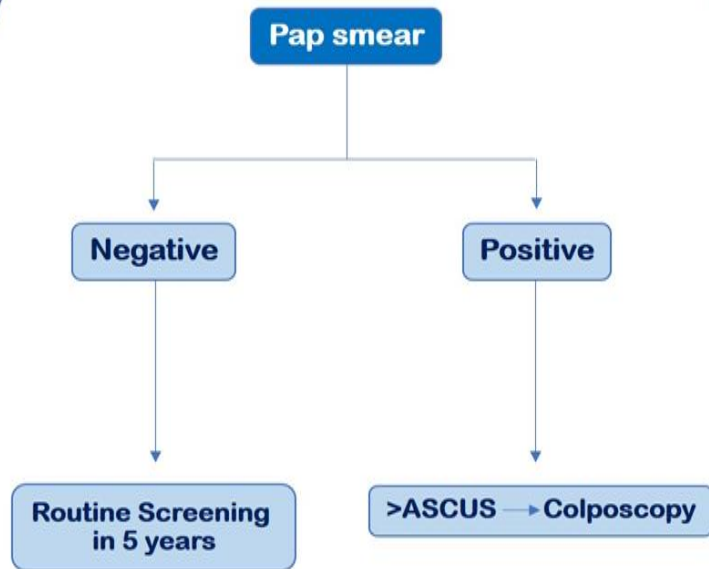 Pap smear
Negative
Positive
Routine Screening
in 5 years
>ASCUS → Colposcopy